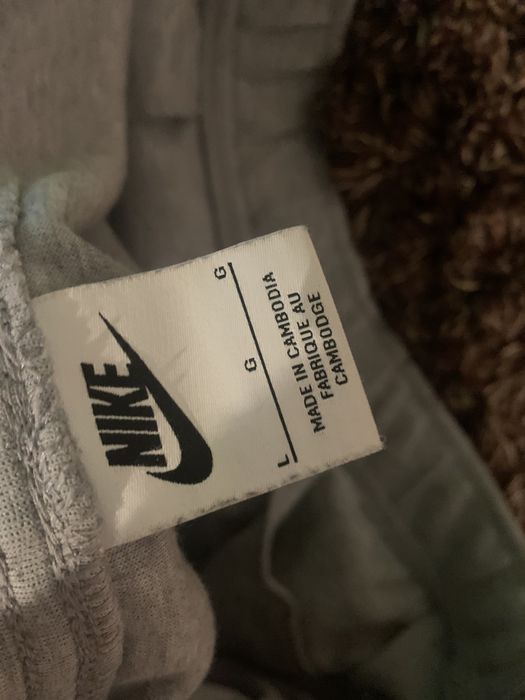 NIKE
L G G
MADE IN CAMBODIA
FABRIQUE AU
CAMBODGE